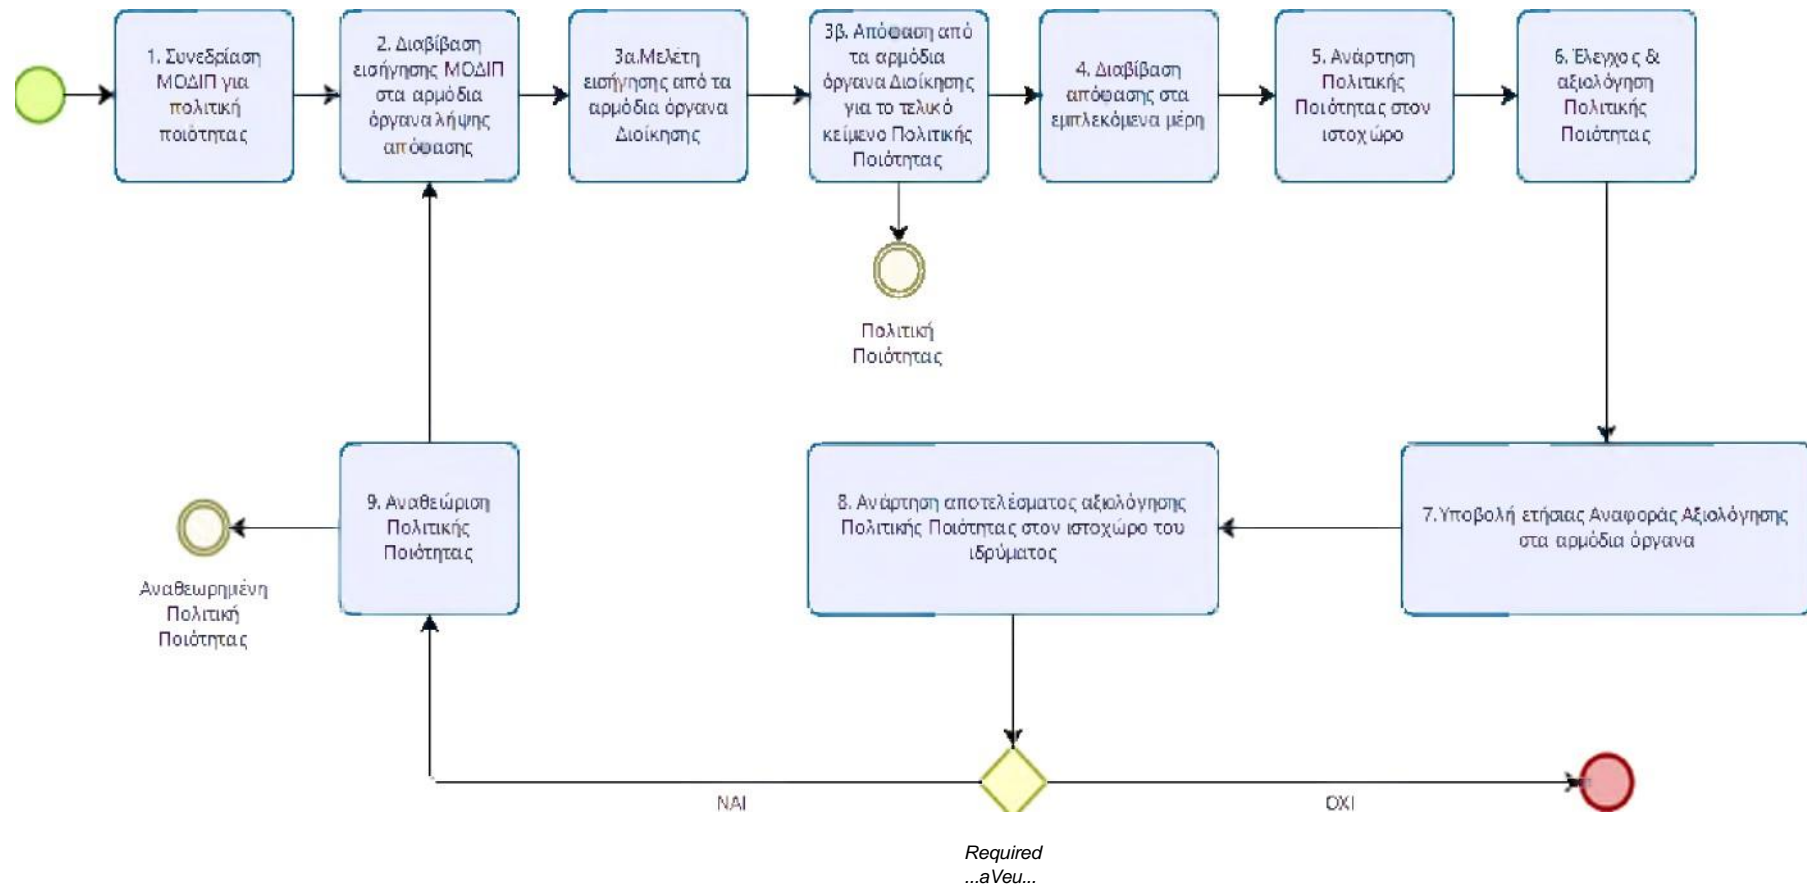 1. Συνεδρίαση
ΜΟΔΙΠ για
πολιτική
ποιότητας
2. Διαβίβαση
εισήγησης ΜΟΔΙΠ
στα αρμόδια
όργανα λήψης
απόφασης
3α.Μελέτη
εισήγησης από τα
αρμόδια όργανα
Διοίκησης
3β. Απόφαση από
τα αρμόδια
όργανα Διοίκησης
για το τελικό
κείμενο Πολιτικής
Ποιότητας
4. Διαβίβαση
απόφασης στα
εμπλεκόμενα μέρη
5. Ανάρτηση
Πολιτικής
Ποιότητας στον
ιστοχώρο
6. Έλεγχος &
αξιολόγηση
Πολιτικής
Ποιότητας
Πολιτική
Ποιότητας
9. Αναθεώριση
Πολιτικής
Ποιότητας
8. Ανάρτηση αποτελέσματος αξιολόγησης
Πολιτικής Ποιότητας στον ιστοχώρο του
ιδρύματος
7.Υποβολή ετήσιας Αναφοράς Αξιολόγησης
στα αρμόδια όργανα
Αναθεωρημένη
Πολιτική
Ποιότητας
ΝΑΙ
ΟΧΙ
Required
...aVeu...